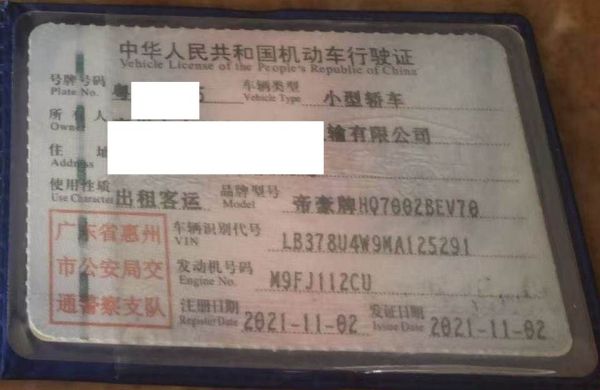 中华人民共和国机动车行驶证
Vehicle License of the People's Republic of China
号牌号码 粤 5 车辆类型 小型轿车
Plate No. Vehicle Type
所有人 输有限公司
Owner
住 址
Address
使用性质 出租客运 品牌型号 帝豪牌HQ7002BEV70
Use Character Model
广东省惠州
市公安局交
通警察支队
车辆识别代号 LB378U4W9MA125291
VIN
发动机号码 M9FJ112CU
Engine No.
注册日期 2021-11-02 发证日期 2021-11-02
Register Date Issue Date